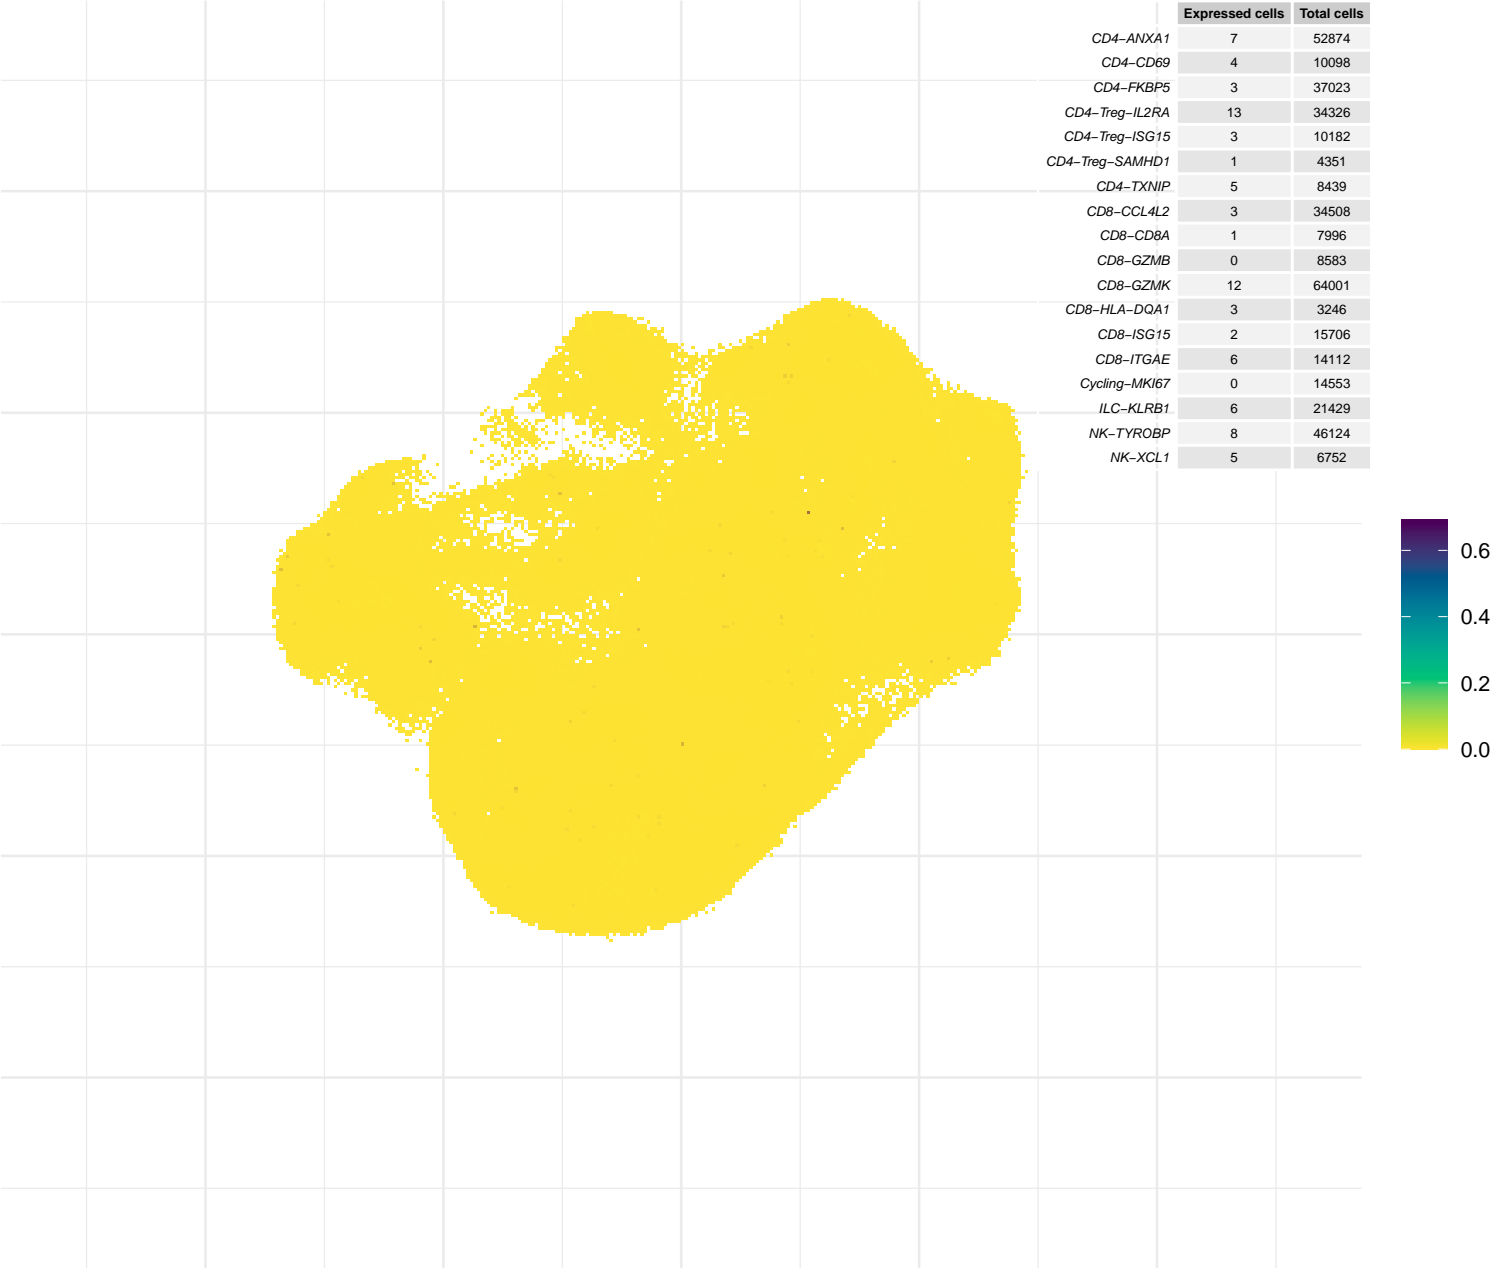 Expressed cells Total cells
CD4−ANXA1 7 52874
CD4−CD69 4 10098
CD4−FKBP5 3 37023
CD4−Treg−IL2RA 13 34326
CD4−Treg−ISG15 3 10182
CD4−Treg−SAMHD1 1 4351
CD4−TXNIP 5 8439
CD8−CCL4L2 3 34508
CD8−CD8A 1 7996
CD8−GZMB 0 8583
CD8−GZMK 12 64001
CD8−HLA−DQA1 3 3246
CD8−ISG15 2 15706
CD8−ITGAE 6 14112
Cycling−MKI67 0 14553
ILC−KLRB1 6 21429
NK−TYROBP 8 46124
NK−XCL1 5 6752
0.6
0.4
0.2
0.0